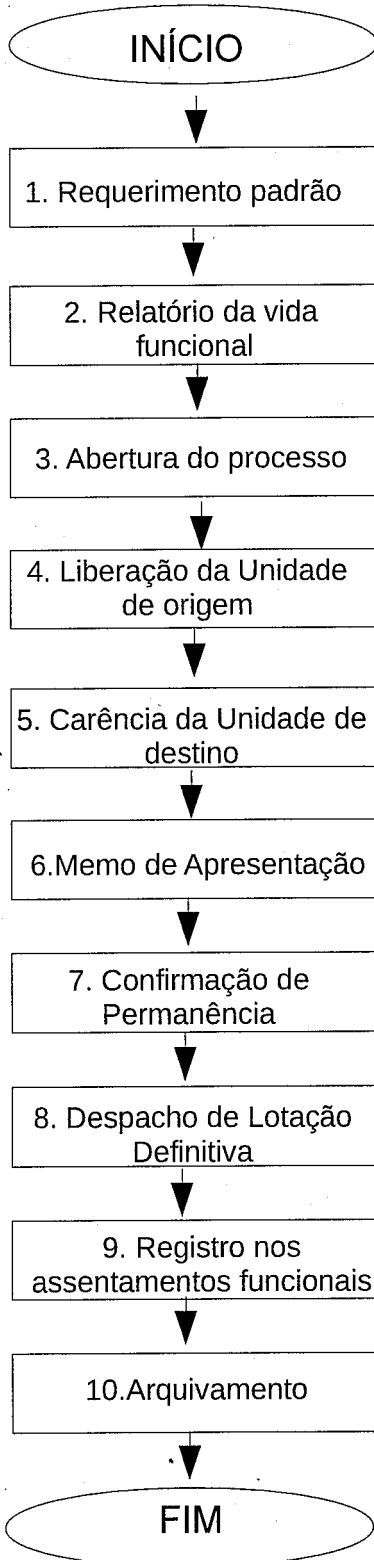 INÍCIO
1. Requerimento padrão
2. Relatório da vida
funcional
3. Abertura do processo
4. Liberação da Unidade
de origem
5. Carência da Unidade de
destino
6.Memo de Apresentação
7. Confirmação de
Permanência
8. Despacho de Lotação
Definitiva
9. Registro nos
assentamentos funcionais
10.Arquivamento
FIM